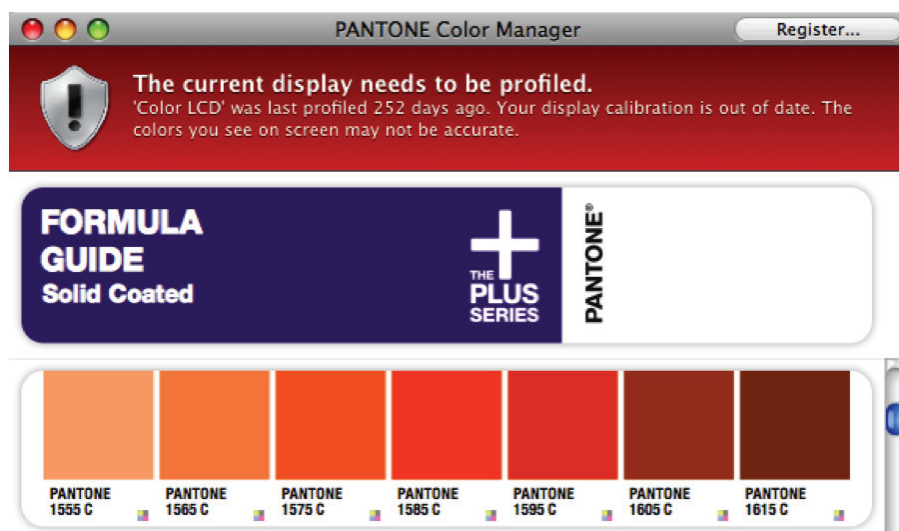 PANTONE Color Manager
Register...
The current display needs to be profiled.
'Color LCD' was last profiled 252 days ago. Your display calibration is out of date. The
colors you see on screen may not be accurate.
FORMULA
GUIDE
Solid Coated
THE
PLUS
SERIES
PANTONE®
PANTONE
1555 C
PANTONE
1565 C
PANTONE
1575 C
PANTONE
1585 C
PANTONE
1595 C
PANTONE
1605 C
PANTONE
1615 C